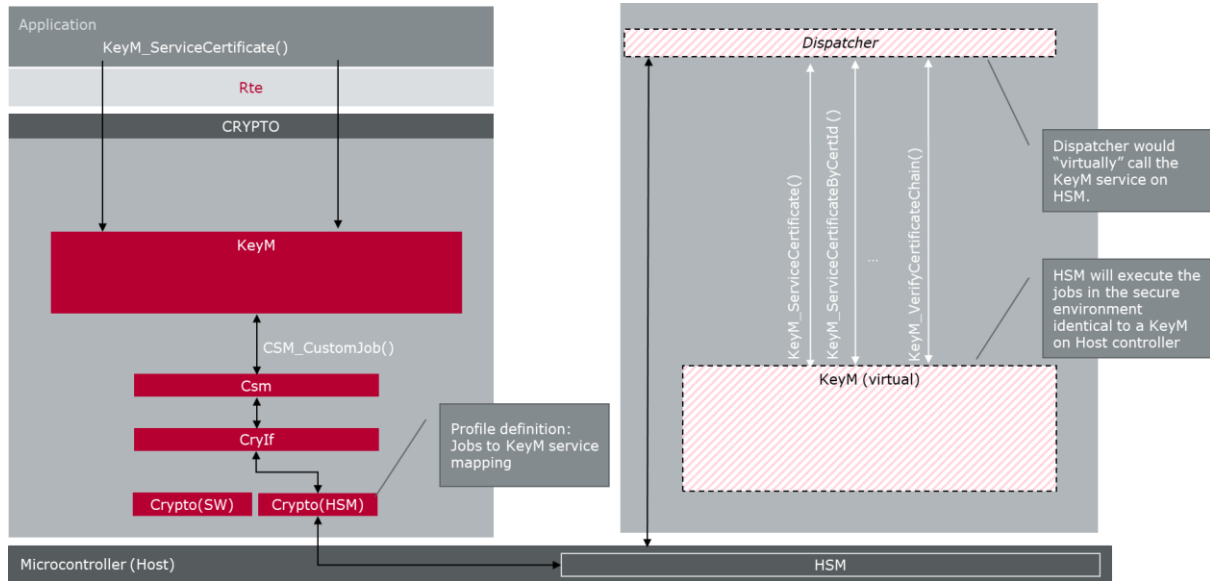 Application
KeyM_ServiceCertificate()
Rte
CRYPTO
KeyM
CSM_CustomJob()
Csm
CryIf
Profile definition:
Jobs to KeyM service
mapping
Crypto(SW)
Crypto(HSM)
Microcontroller (Host)
HSM
Dispatcher
KeyM_ServiceCertificate()
KeyM_ServiceCertificateByCertId ()
...
KeyM_VerifyCertificateChain()
KeyM (virtual)
Dispatcher would
“virtually” call the
KeyM service on
HSM.
HSM will execute the
jobs in the secure
environment
identical to a KeyM
on Host controller